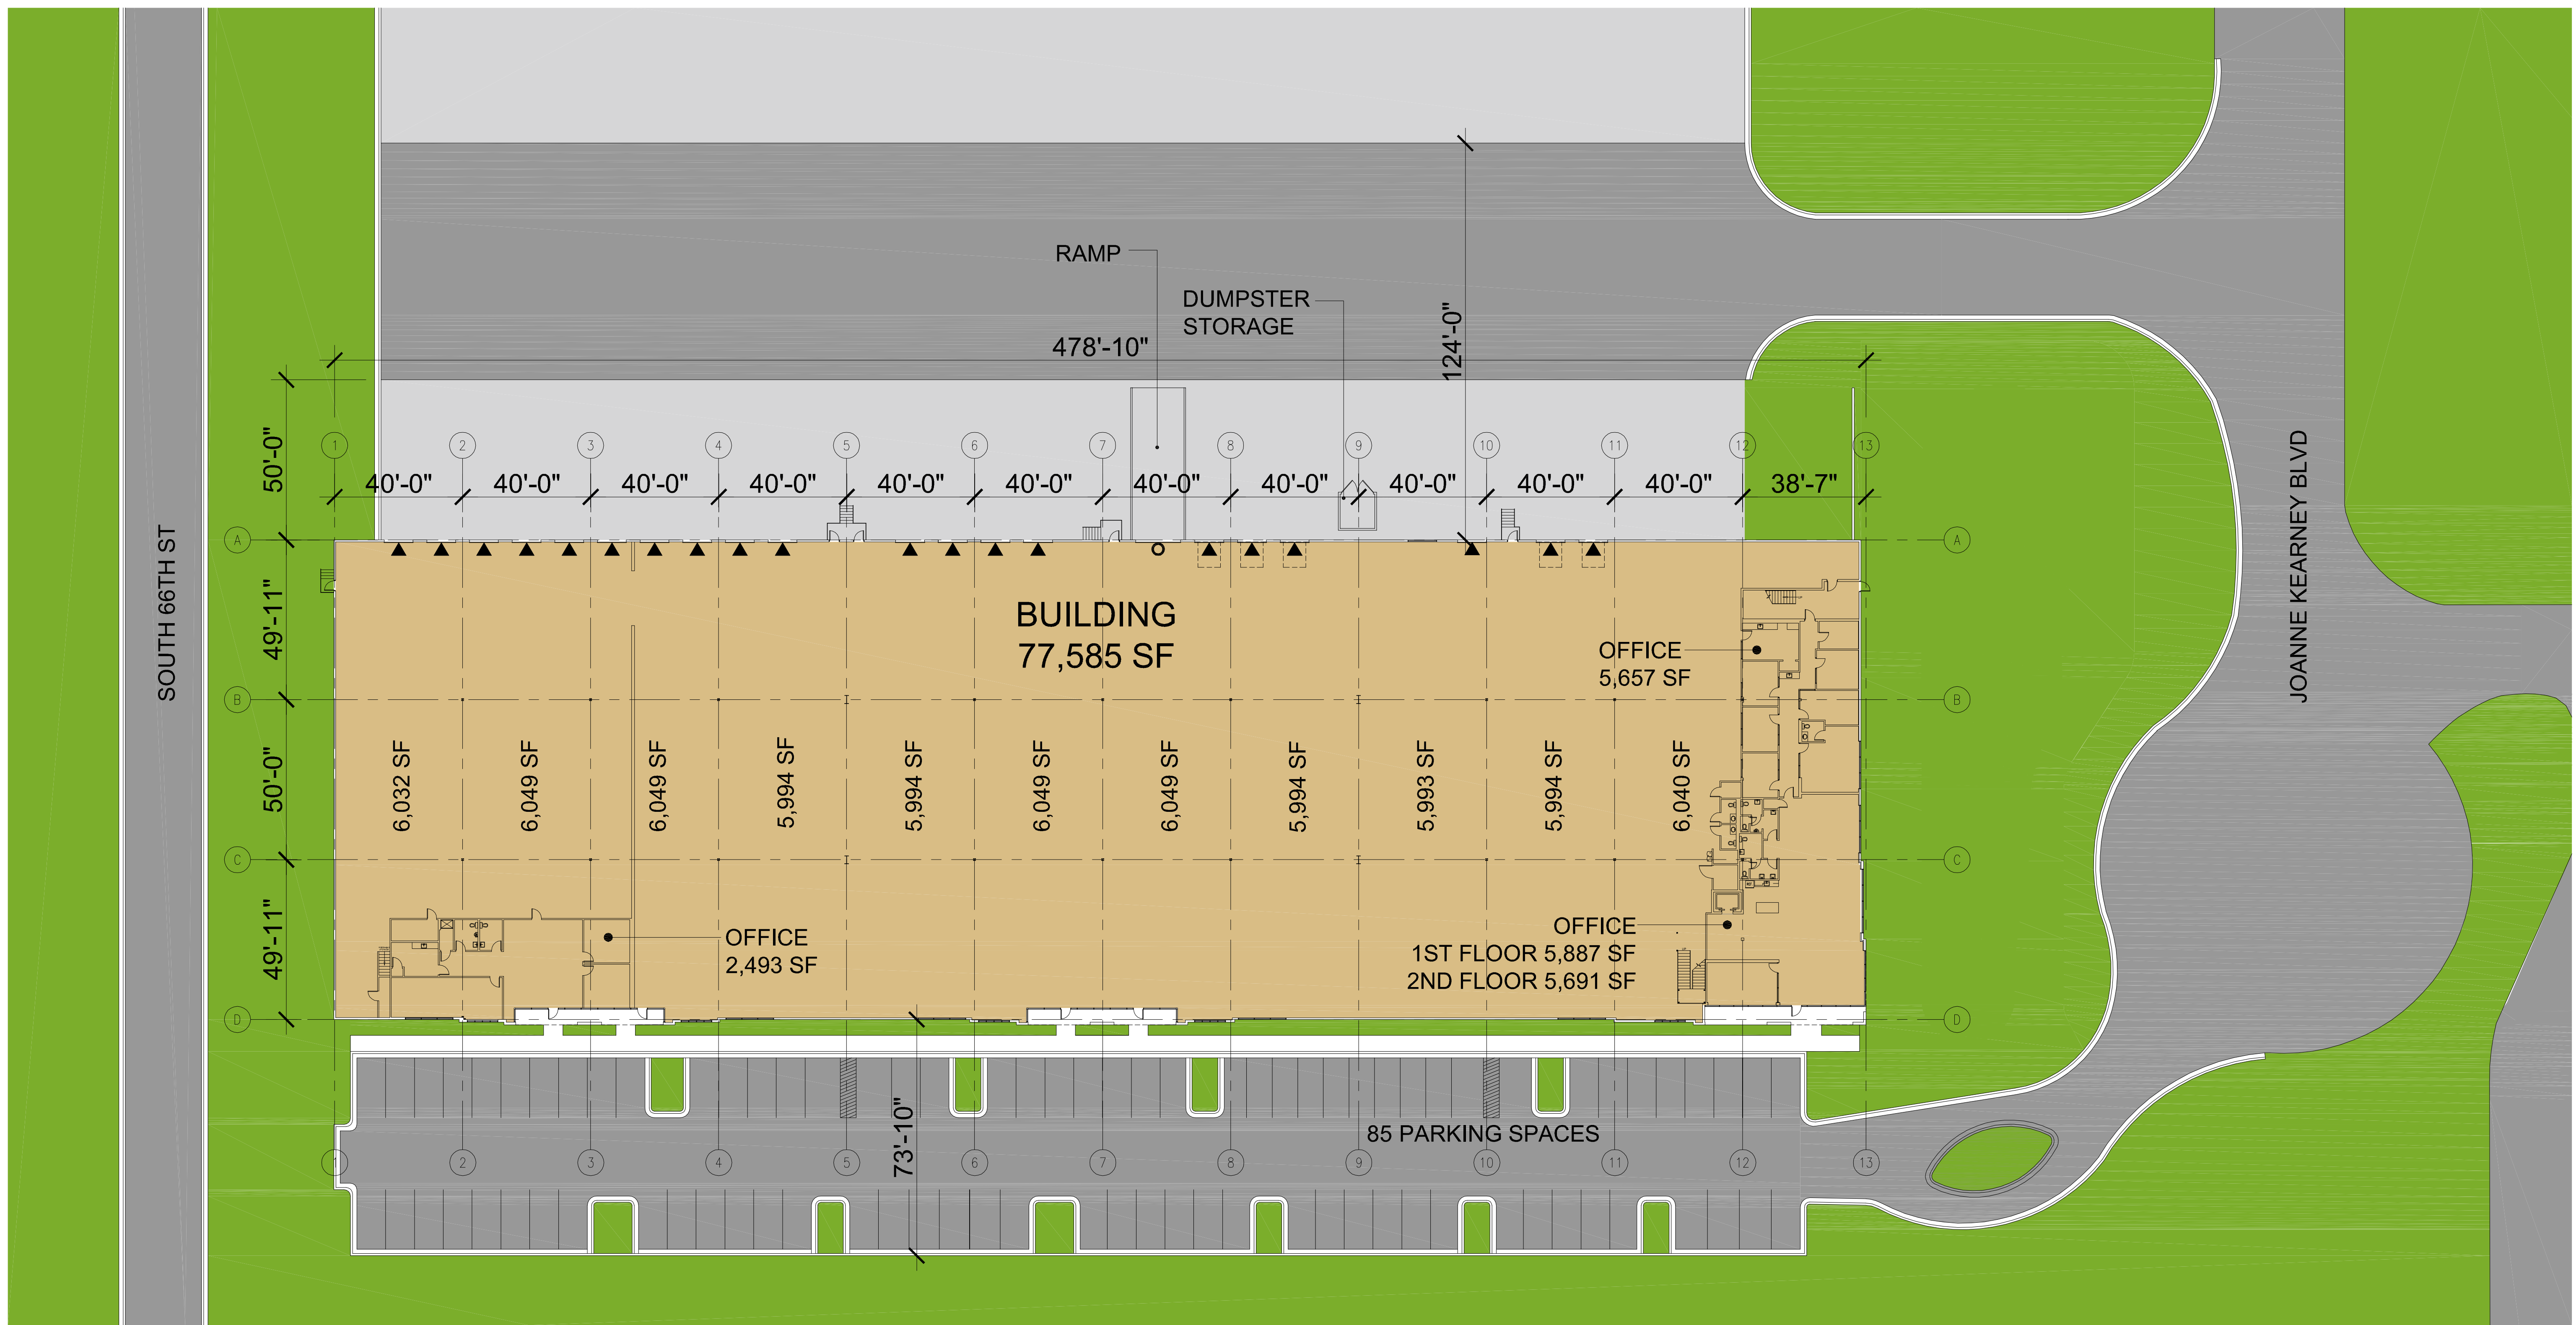 RAMP
DUMPSTER
STORAGE
478'-10"
124'-0"
1 2 3 4 5 6 7 8 9 10 11 12 13
40'-0" 40'-0" 40'-0" 40'-0" 40'-0" 40'-0" 40'-0" 40'-0" 40'-0" 40'-0" 40'-0" 38'-7"
50'-0"
49'-11"
50'-0"
49'-11"
SOUTH 66TH ST
JOANNE KEARNEY BLVD
A A
BUILDING
77,585 SF
OFFICE
5,657 SF
B B
6,032 SF
6,049 SF
6,049 SF
5,994 SF
5,994 SF
6,049 SF
6,049 SF
5,994 SF
5,993 SF
5,994 SF
6,040 SF
C C
OFFICE
2,493 SF
OFFICE
1ST FLOOR 5,887 SF
2ND FLOOR 5,691 SF
D D
73'-10"
85 PARKING SPACES
1 2 3 4 5 6 7 8 9 10 11 12 13